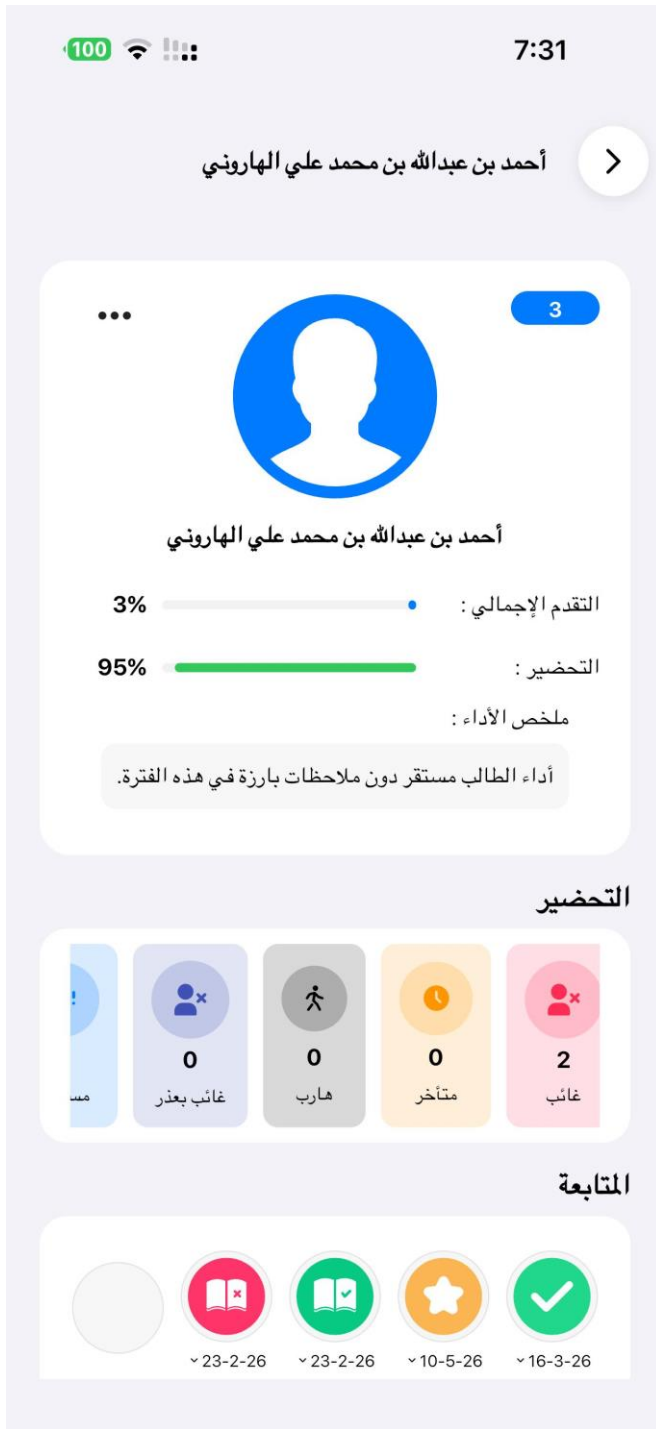 7:31
100
أحمد بن عبدالله بن محمد علي الهاروني
3
أحمد بن عبدالله بن محمد علي الهاروني
التقدم الإجمالي : 3%
التحضير : 95%
ملخص الأداء :
أداء الطالب مستقر دون ملاحظات بارزة في هذه الفترة.
التحضير
2 0 0 0
غائب متأخر هارب غائب بعذر مسـ
المتابعة
16-3-26 10-5-26 23-2-26 23-2-26